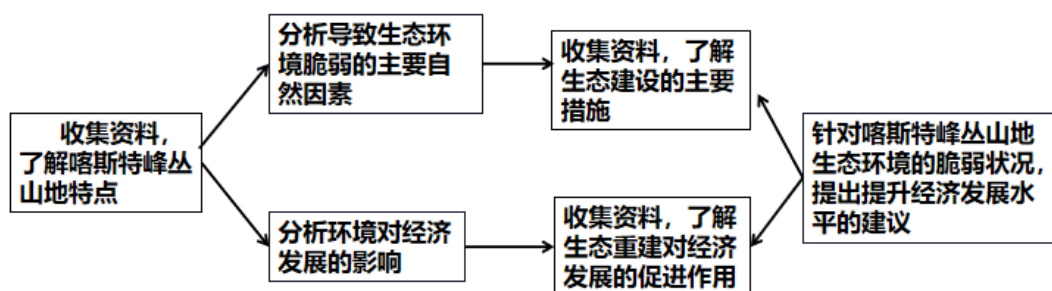 收集资料，
了解喀斯特峰丛
山地特点
分析导致生态环
境脆弱的主要自
然因素
分析环境对经济
发展的影响
收集资料，了解
生态建设的主要
措施
收集资料，了解
生态重建对经济
发展的促进作用
针对喀斯特峰丛山地
生态环境的脆弱状况，
提出提升经济发展水
平的建议